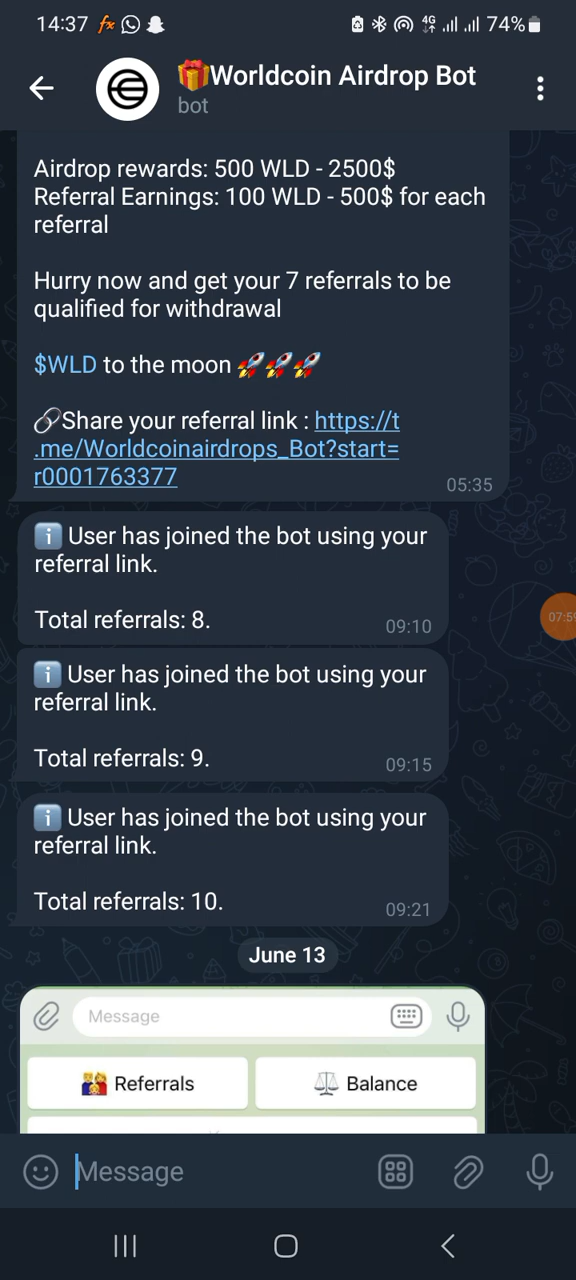 14:37
4G
74%
🎁Worldcoin Airdrop Bot
bot
Airdrop rewards: 500 WLD - 2500$
Referral Earnings: 100 WLD - 500$ for each
referral
Hurry now and get your 7 referrals to be
qualified for withdrawal
$WLD to the moon 🚀🚀🚀
🔗Share your referral link : https://t
.me/Worldcoinairdrops_Bot?start=
r0001763377
05:35
ℹ️ User has joined the bot using your
referral link.
Total referrals: 8.
09:10
07:59
ℹ️ User has joined the bot using your
referral link.
Total referrals: 9.
09:15
ℹ️ User has joined the bot using your
referral link.
Total referrals: 10.
09:21
June 13
Message
Referrals
Balance
Message